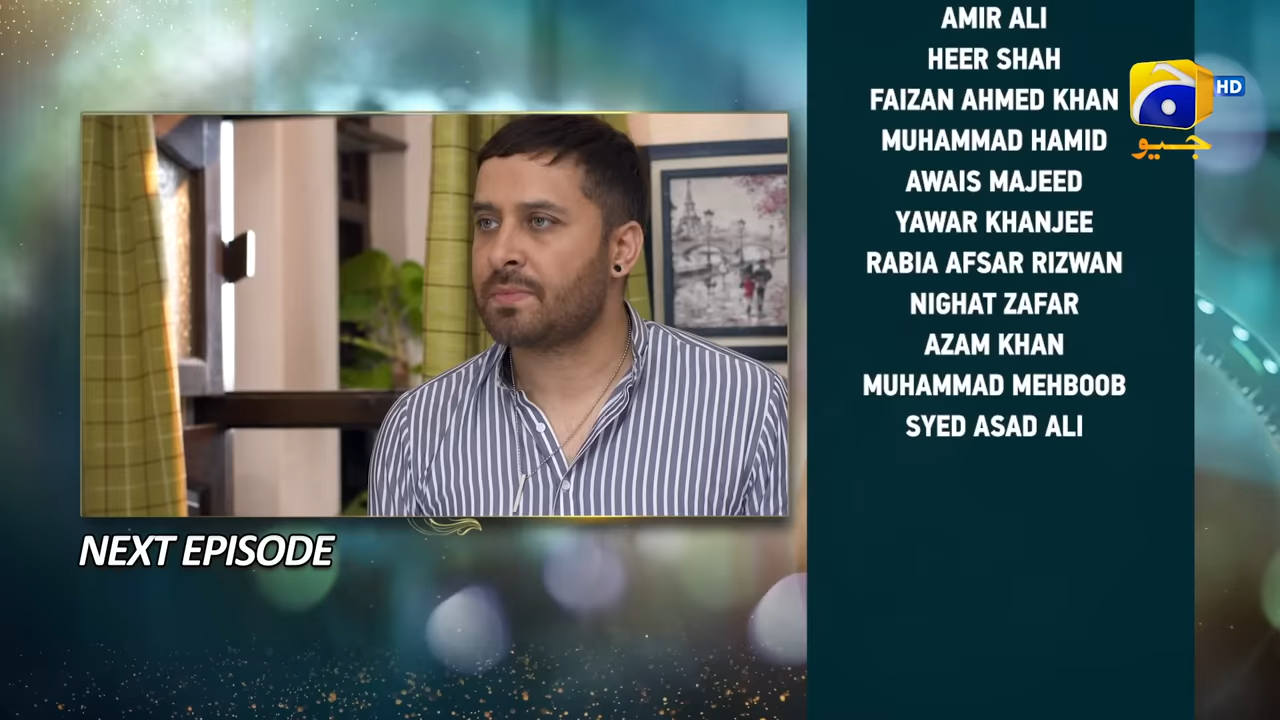 AMIR ALI
HEER SHAH
FAIZAN AHMED KHAN
MUHAMMAD HAMID
AWAIS MAJEED
YAWAR KHANJEE
RABIA AFSAR RIZWAN
NIGHAT ZAFAR
AZAM KHAN
MUHAMMAD MEHBOOB
SYED ASAD ALI
HD
جیو
NEXT EPISODE